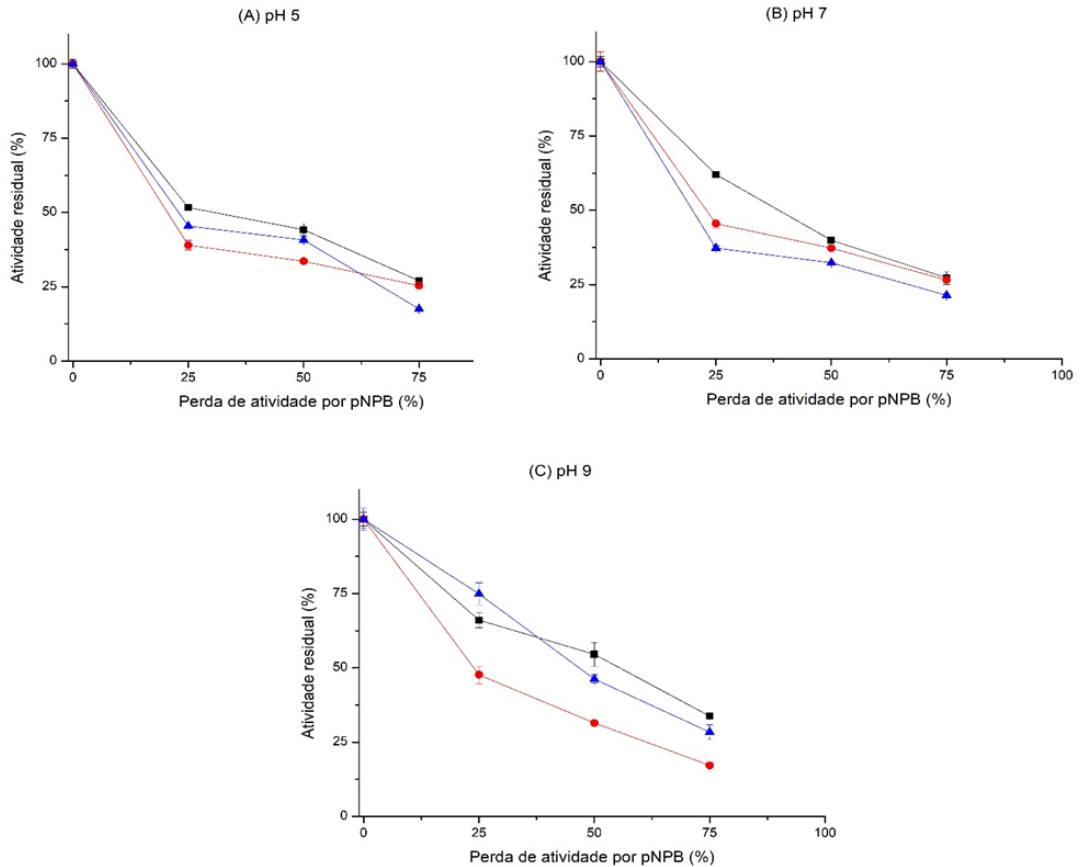 (A) pH 5
Atividade residual (%)
100
75
50
25
0
0 25 50 75
Perda de atividade por pNPB (%)
(B) pH 7
Atividade residual (%)
100
75
50
25
0
0 25 50 75 100
Perda de atividade por pNPB (%)
(C) pH 9
Atividade residual (%)
100
75
50
25
0
0 25 50 75 100
Perda de atividade por pNPB (%)